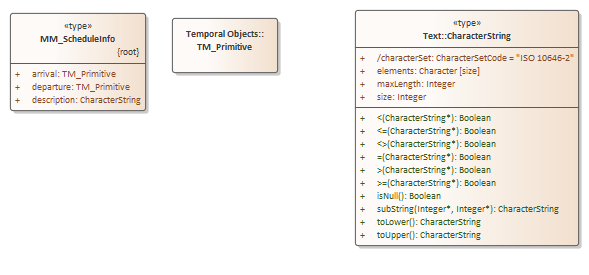 «type»
MM_ScheduleInfo
{root}
+ arrival: TM_Primitive
+ departure: TM_Primitive
+ description: CharacterString
Temporal Objects::
TM_Primitive
«type»
Text::CharacterString
+ /characterSet: CharacterSetCode = "ISO 10646-2"
+ elements: Character [size]
+ maxLength: Integer
+ size: Integer
+ <(CharacterString*): Boolean
+ <=(CharacterString*): Boolean
+ <>(CharacterString*): Boolean
+ =(CharacterString*): Boolean
+ >(CharacterString*): Boolean
+ >=(CharacterString*): Boolean
+ isNull(): Boolean
+ subString(Integer*, Integer*): CharacterString
+ toLower(): CharacterString
+ toUpper(): CharacterString